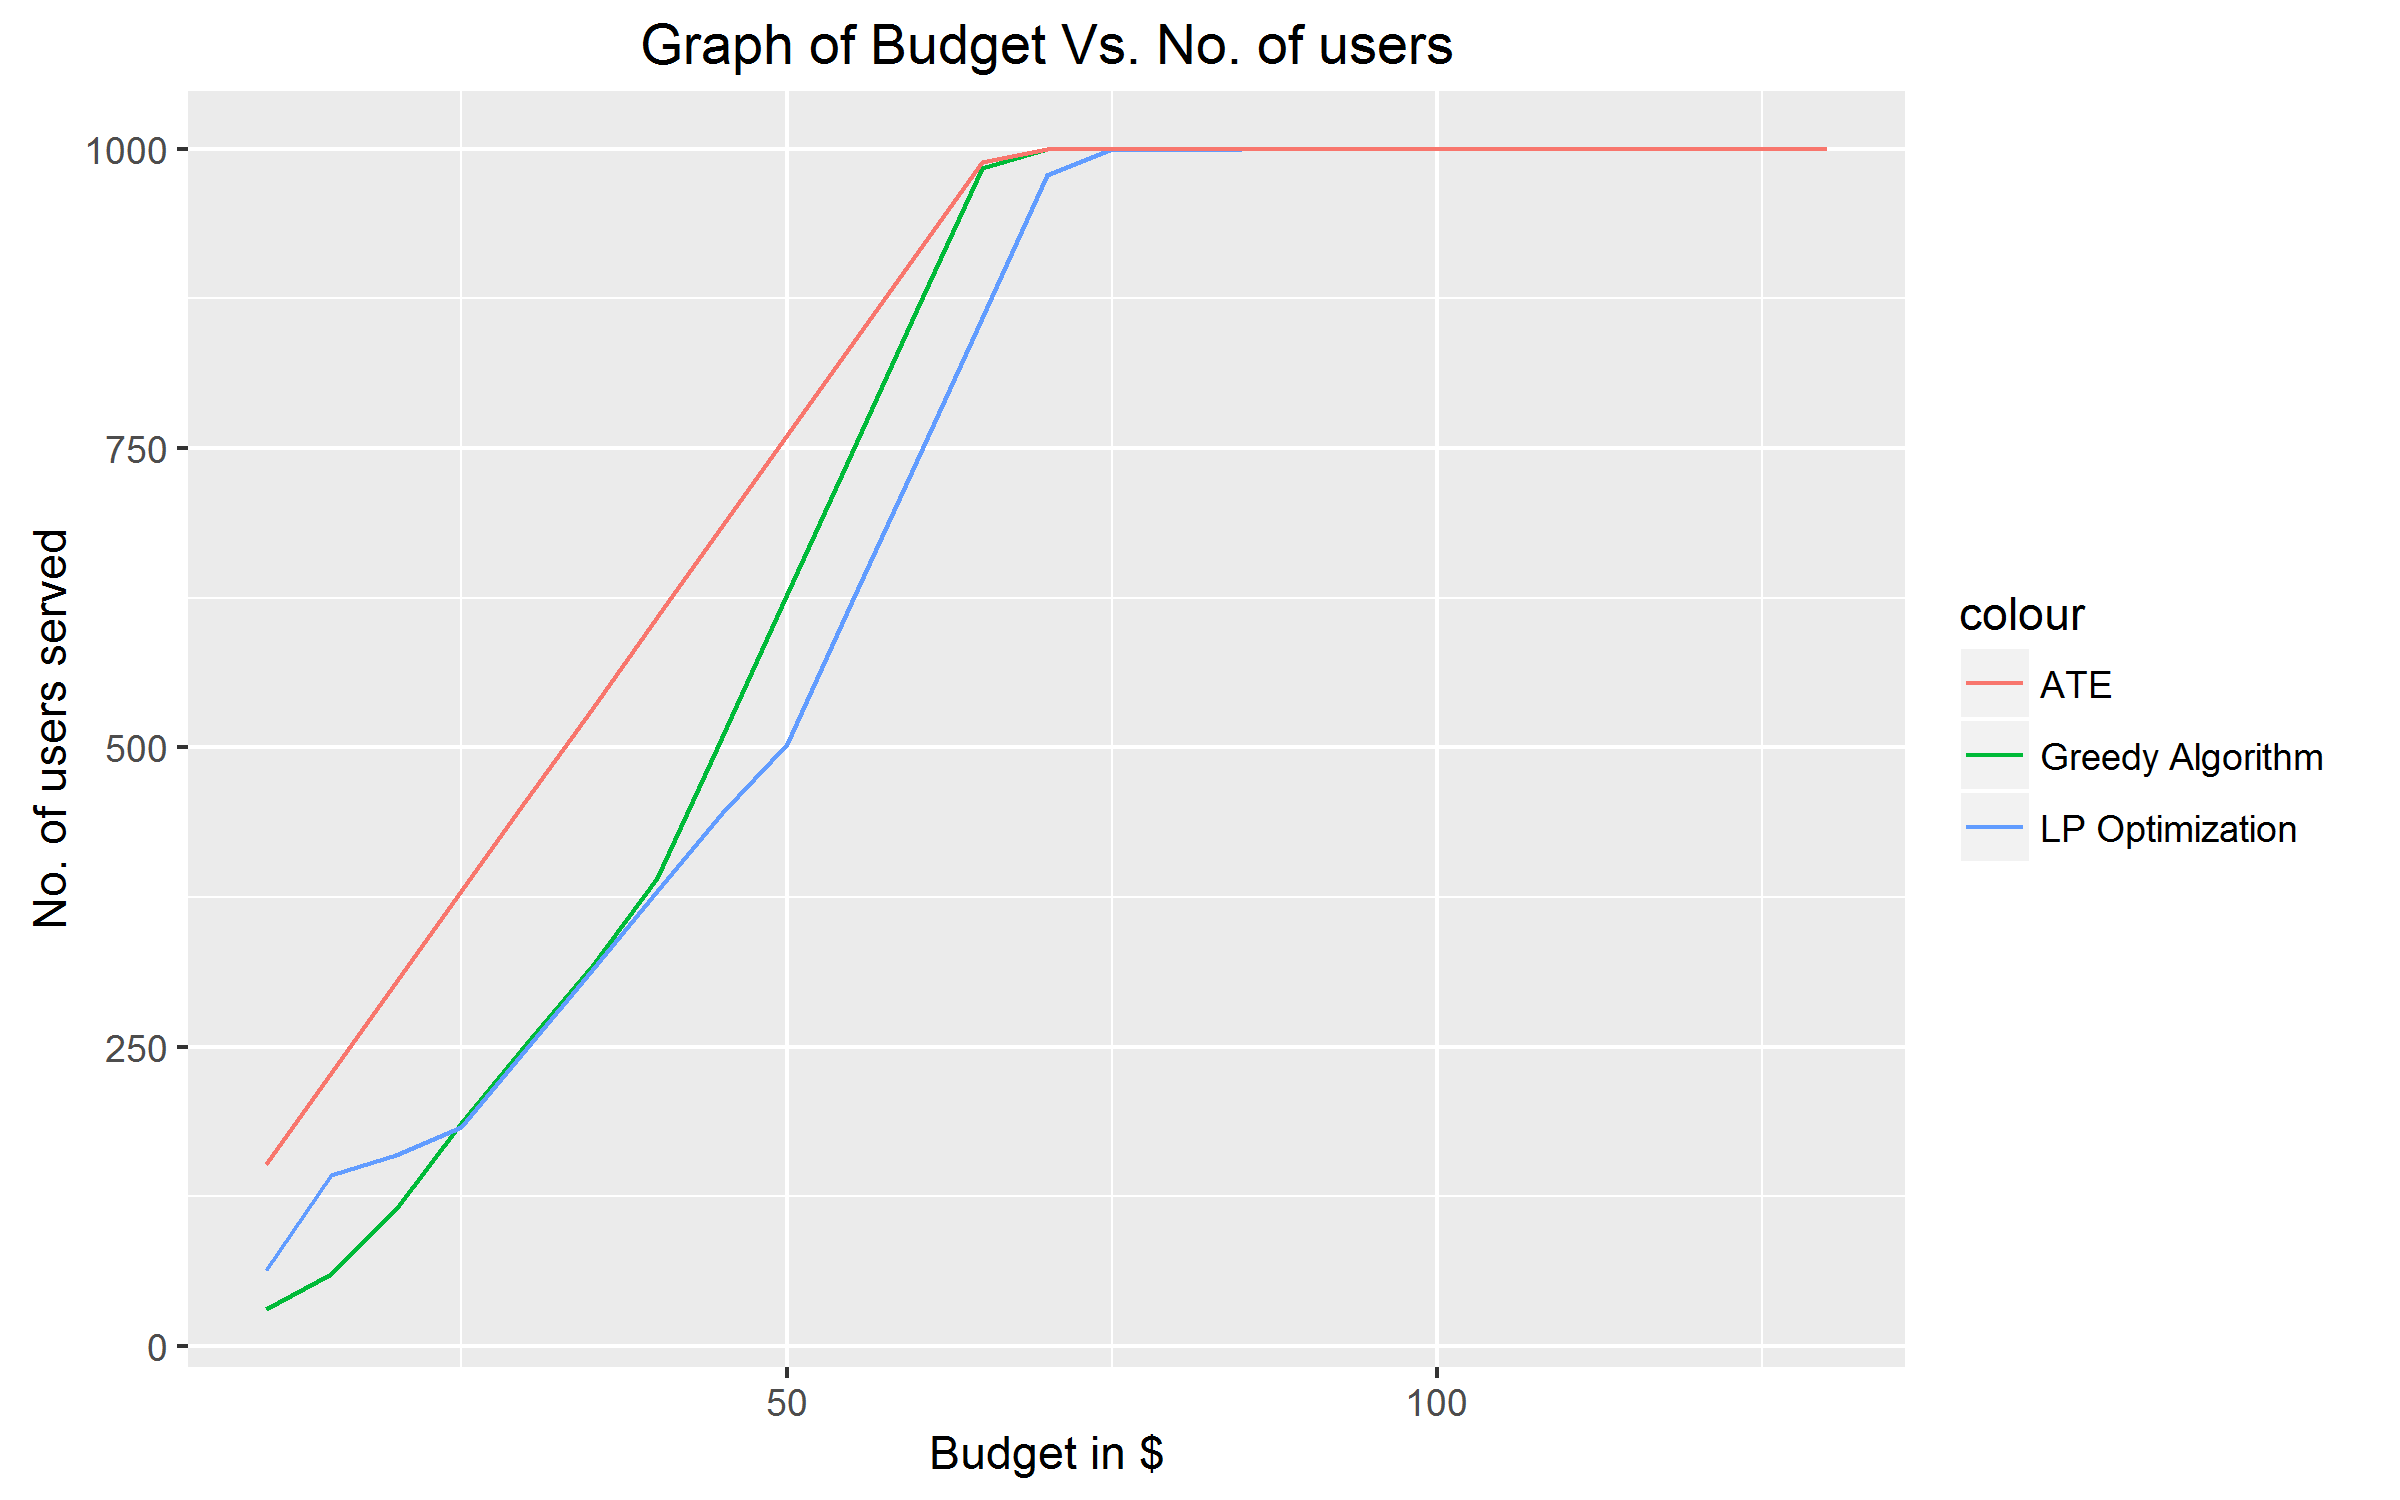 Graph of Budget Vs. No. of users
1000
750
500
250
0
No. of users served
50
100
Budget in $
colour
ATE
Greedy Algorithm
LP Optimization